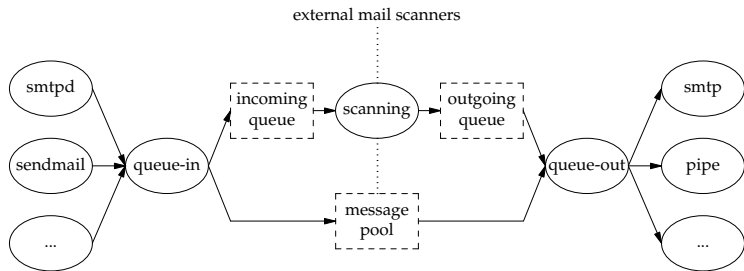 external mail scanners
smtpd
incoming
queue
scanning
outgoing
queue
smtp
sendmail
queue-in
queue-out
pipe
...
message
pool
...